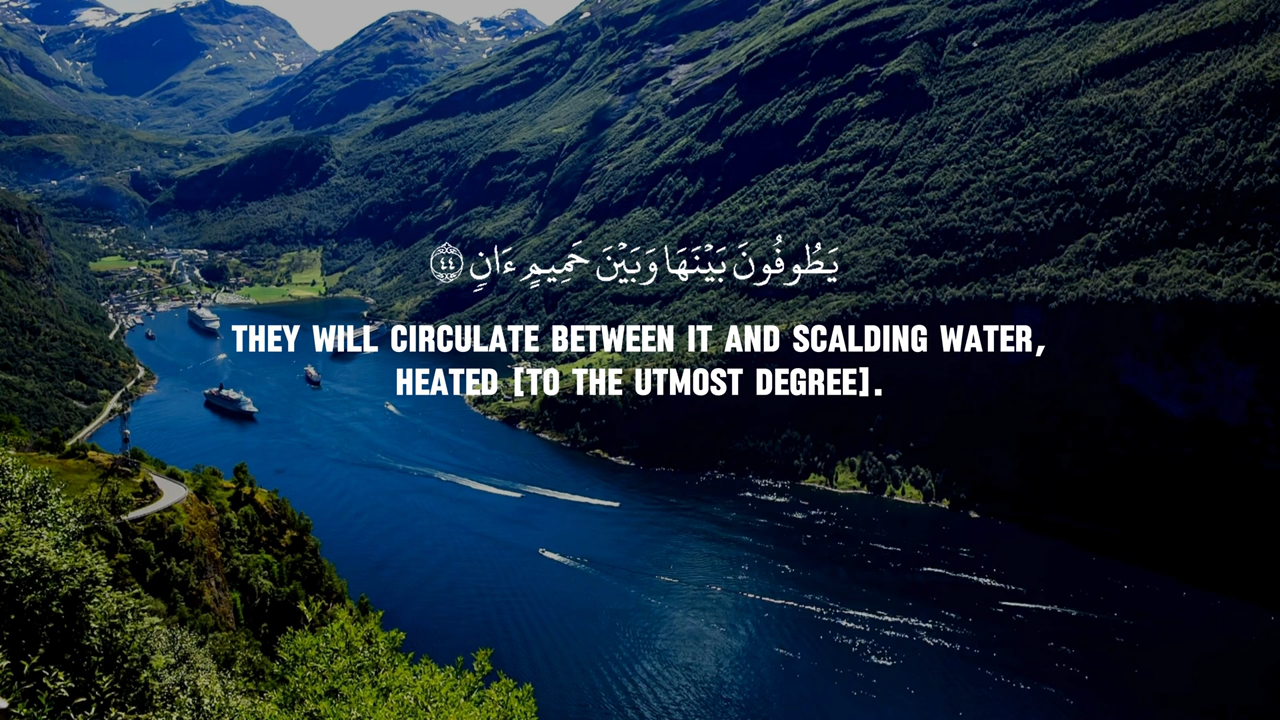 يَطُوفُونَ بَيْنَهَا وَبَيْنَ حَمِيمٍ ءَانٍ ٤٤
THEY WILL CIRCULATE BETWEEN IT AND SCALDING WATER,
HEATED [TO THE UTMOST DEGREE].